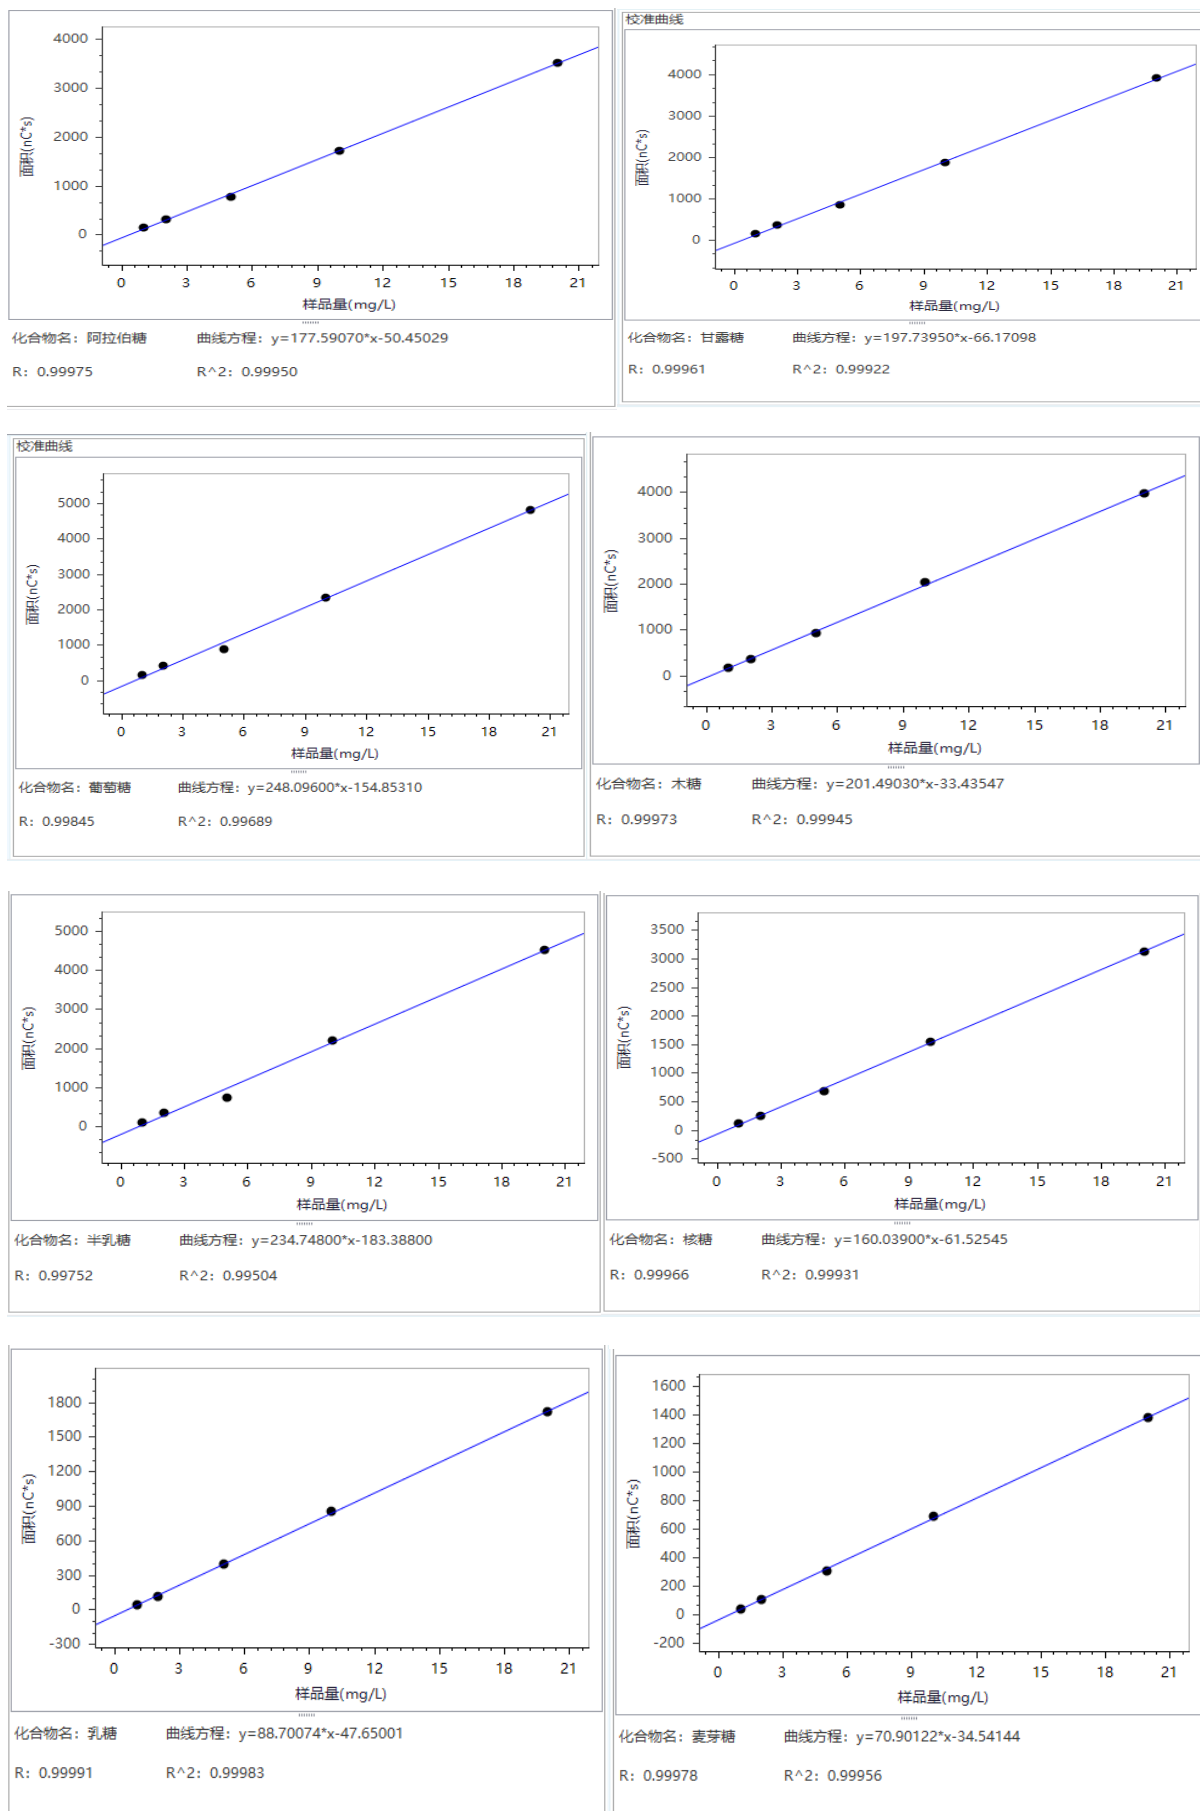 4000
3000
2000
1000
0
面积(nC*s)
0 3 6 9 12 15 18 21
样品量(mg/L)
化合物名：阿拉伯糖 曲线方程：y=177.59070*x-50.45029
R：0.99975 R^2：0.99950
校准曲线
4000
3000
2000
1000
0
面积(nC*s)
0 3 6 9 12 15 18 21
样品量(mg/L)
化合物名：甘露糖 曲线方程：y=197.73950*x-66.17098
R：0.99961 R^2：0.99922
校准曲线
5000
4000
3000
2000
1000
0
面积(nC*s)
0 3 6 9 12 15 18 21
样品量(mg/L)
化合物名：葡萄糖 曲线方程：y=248.09600*x-154.85310
R：0.99845 R^2：0.99689
4000
3000
2000
1000
0
面积(nC*s)
0 3 6 9 12 15 18 21
样品量(mg/L)
化合物名：木糖 曲线方程：y=201.49030*x-33.43547
R：0.99973 R^2：0.99945
5000
4000
3000
2000
1000
0
面积(nC*s)
0 3 6 9 12 15 18 21
样品量(mg/L)
化合物名：半乳糖 曲线方程：y=234.74800*x-183.38800
R：0.99752 R^2：0.99504
3500
3000
2500
2000
1500
1000
500
0
-500
面积(nC*s)
0 3 6 9 12 15 18 21
样品量(mg/L)
化合物名：核糖 曲线方程：y=160.03900*x-61.52545
R：0.99966 R^2：0.99931
1800
1500
1200
900
600
300
0
-300
面积(nC*s)
0 3 6 9 12 15 18 21
样品量(mg/L)
化合物名：乳糖 曲线方程：y=88.70074*x-47.65001
R：0.99991 R^2：0.99983
1600
1400
1200
1000
800
600
400
200
0
-200
面积(nC*s)
0 3 6 9 12 15 18 21
样品量(mg/L)
化合物名：麦芽糖 曲线方程：y=70.90122*x-34.54144
R：0.99978 R^2：0.99956